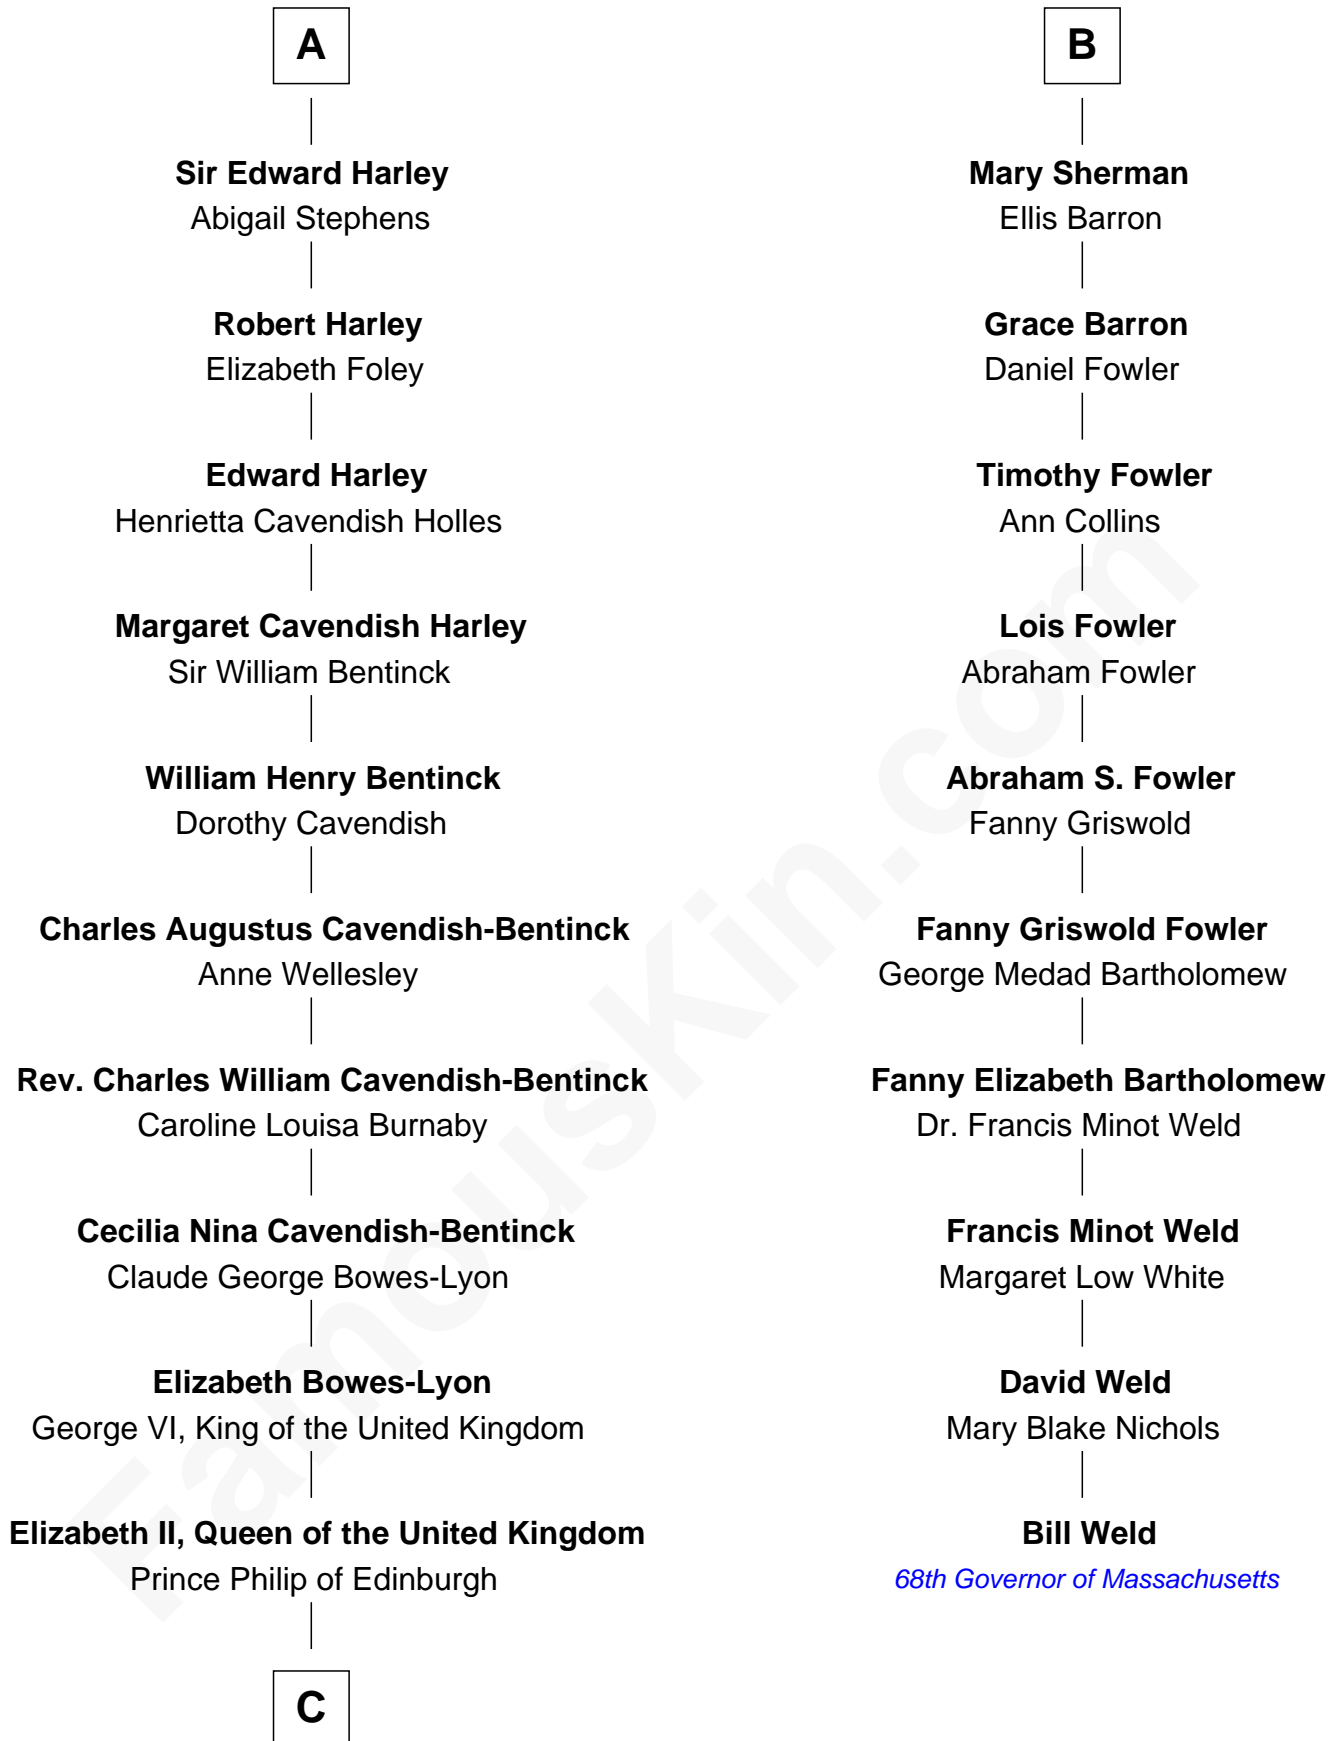 A
Sir Edward Harley
Abigail Stephens
Robert Harley
Elizabeth Foley
Edward Harley
Henrietta Cavendish Holles
Margaret Cavendish Harley
Sir William Bentinck
William Henry Bentinck
Dorothy Cavendish
Charles Augustus Cavendish-Bentinck
Anne Wellesley
Rev. Charles William Cavendish-Bentinck
Caroline Louisa Burnaby
Cecilia Nina Cavendish-Bentinck
Claude George Bowes-Lyon
Elizabeth Bowes-Lyon
George VI, King of the United Kingdom
Elizabeth II, Queen of the United Kingdom
Prince Philip of Edinburgh
C
B
Mary Sherman
Ellis Barron
Grace Barron
Daniel Fowler
Timothy Fowler
Ann Collins
Lois Fowler
Abraham Fowler
Abraham S. Fowler
Fanny Griswold
Fanny Griswold Fowler
George Medad Bartholomew
Fanny Elizabeth Bartholomew
Dr. Francis Minot Weld
Francis Minot Weld
Margaret Low White
David Weld
Mary Blake Nichols
Bill Weld
68th Governor of Massachusetts
FamousKin.com